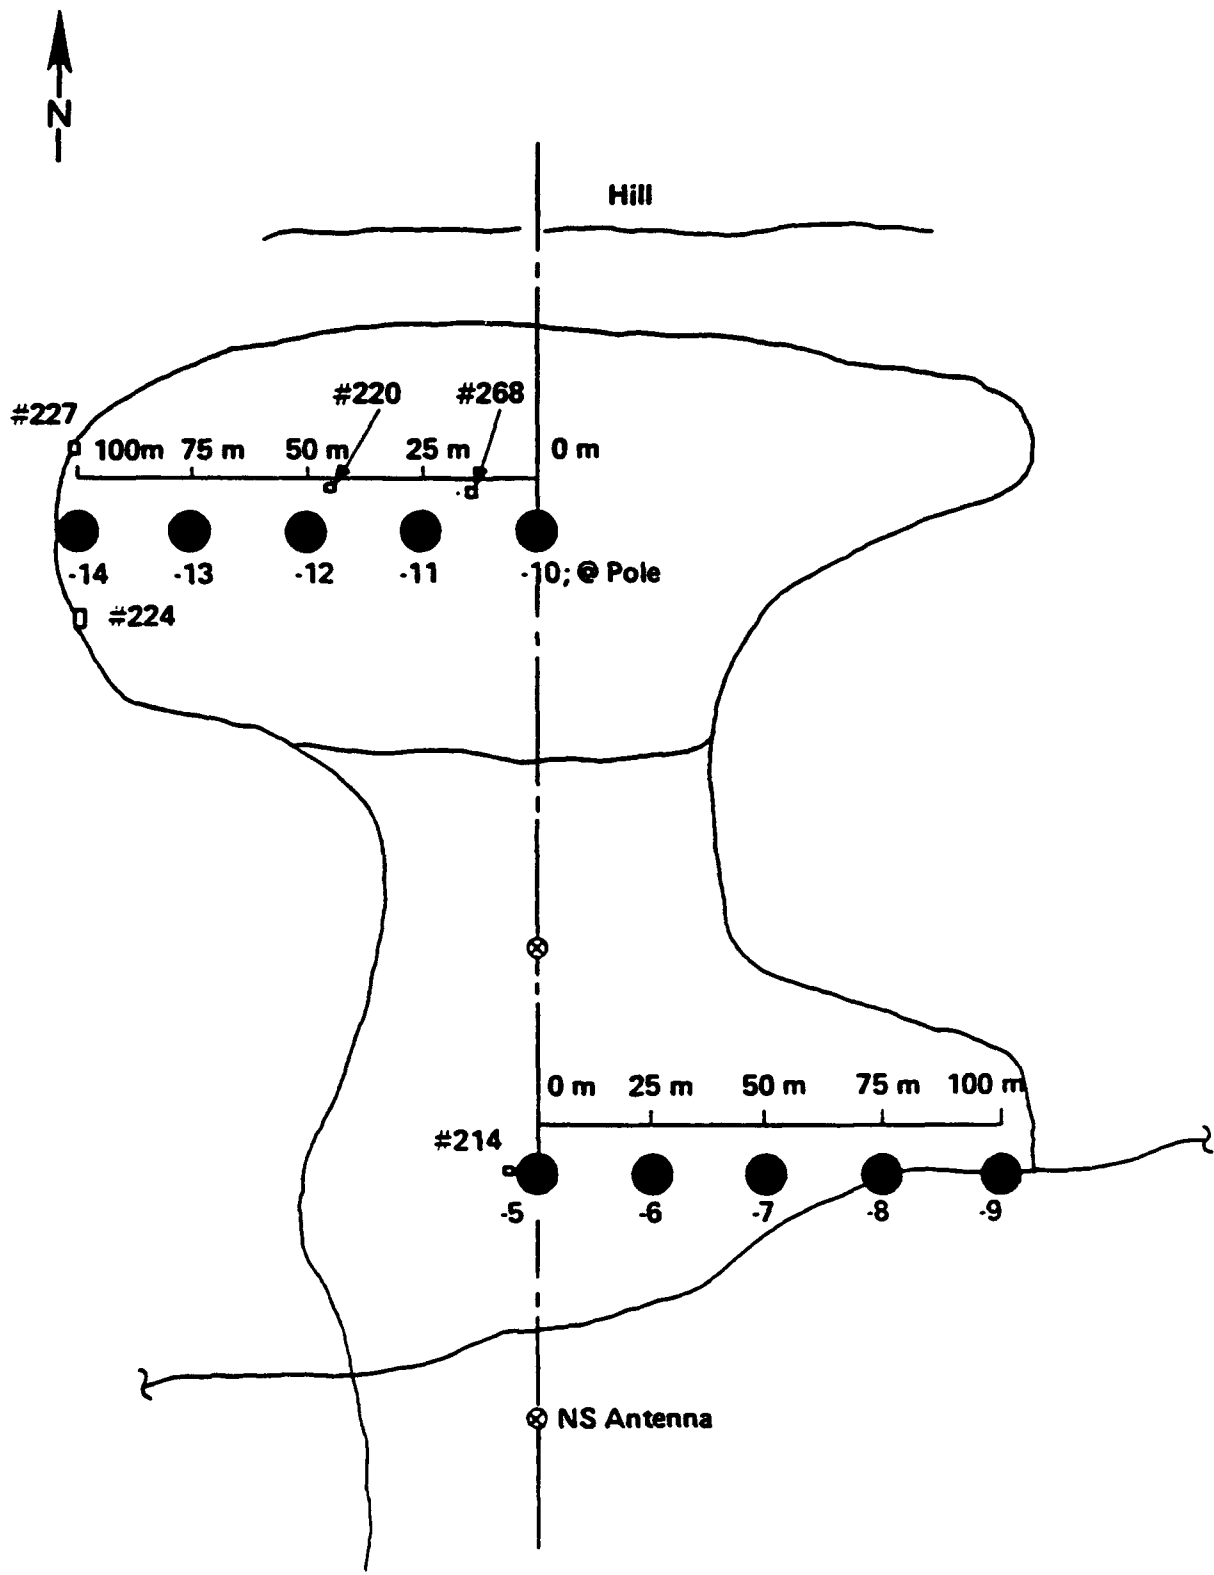 N
Hill
#220 #268
#227
100m 75 m 50 m 25 m 0 m
-14 -13 -12 -11 -10; @ Pole
#224
0 m 25 m 50 m 75 m 100 m
#214
-5 -6 -7 -8 -9
NS Antenna